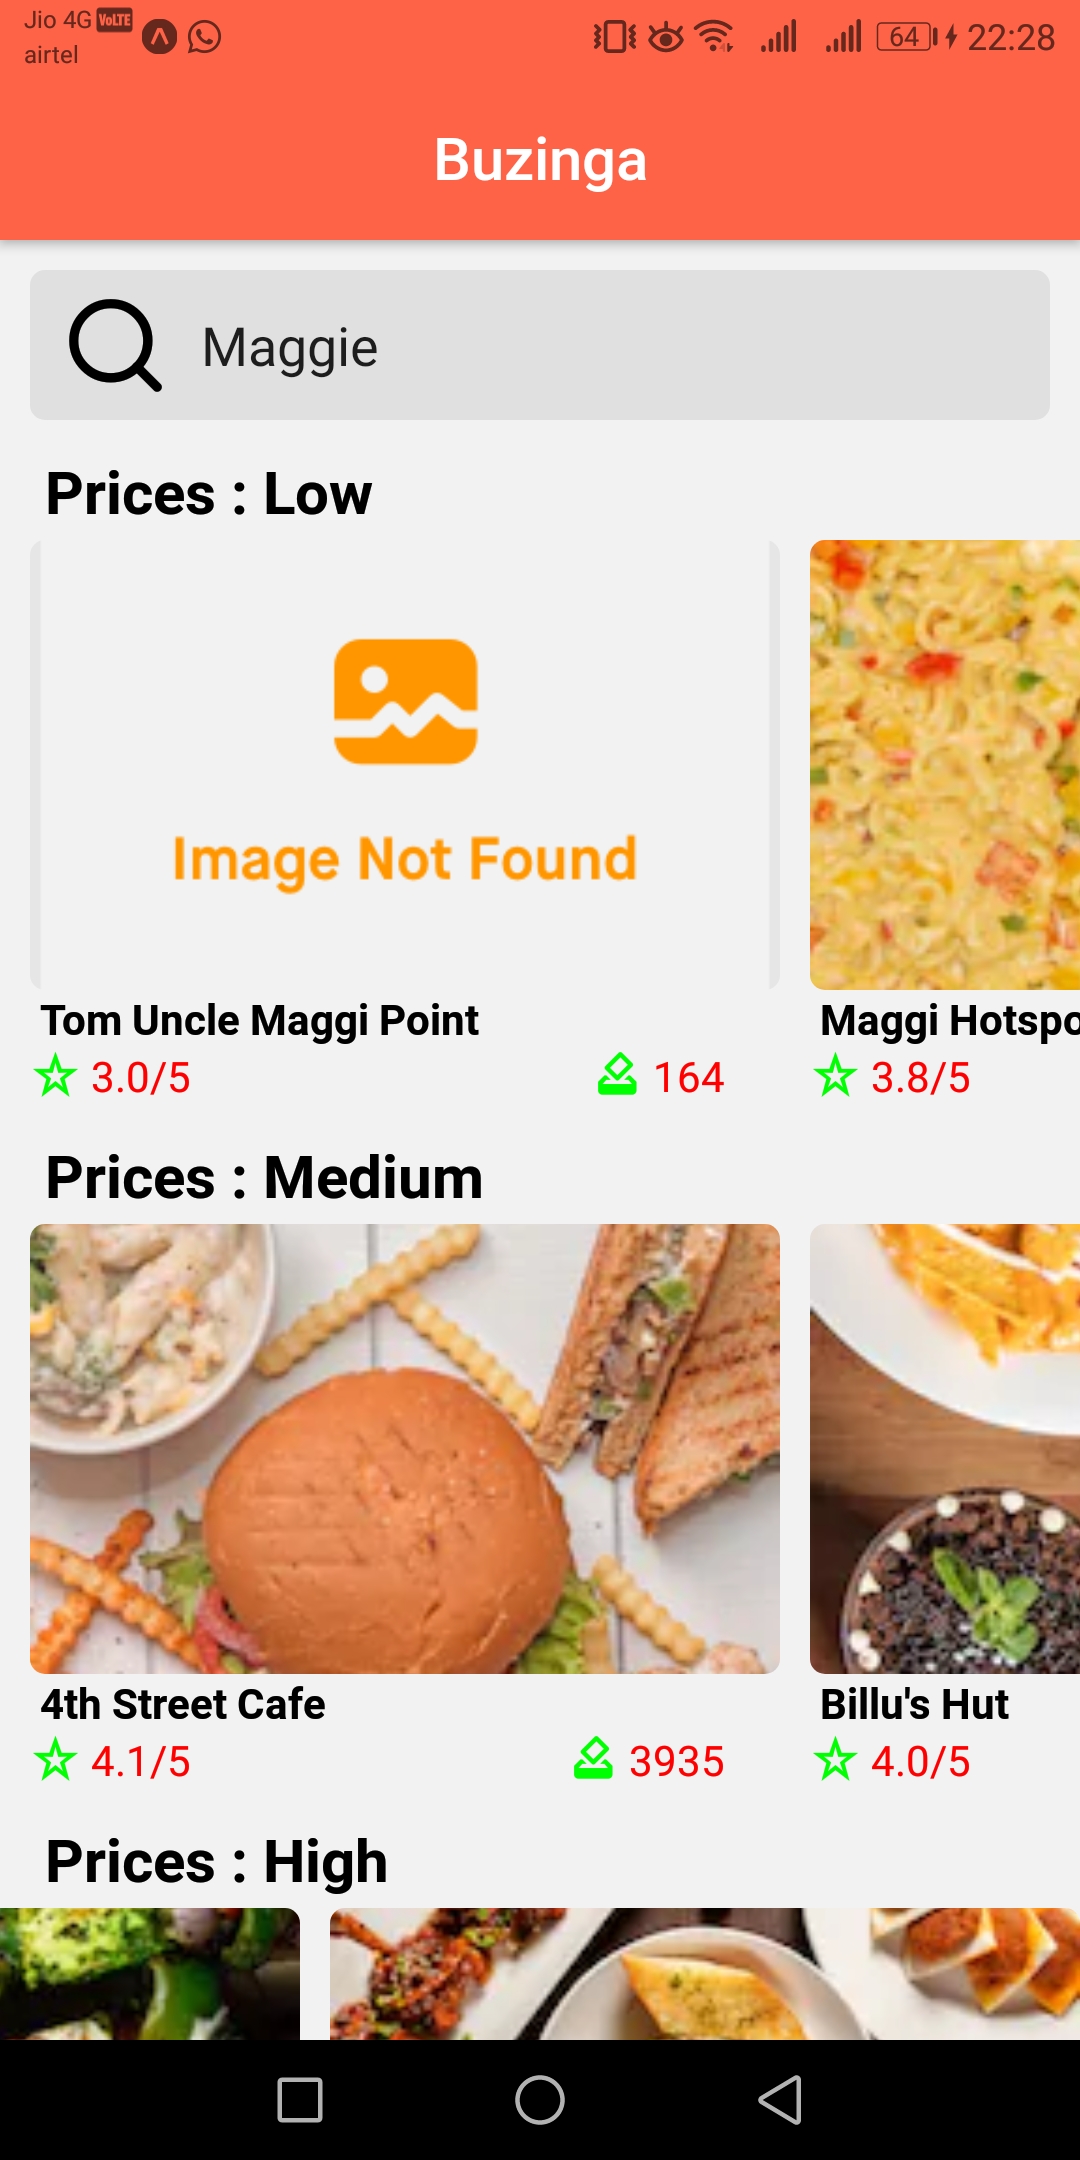 Jio 4G VoLTE
airtel
64 22:28
Buzinga
Maggie
Prices : Low
Image Not Found
Tom Uncle Maggi Point
Maggi Hotspo
3.0/5 164 3.8/5
Prices : Medium
4th Street Cafe
Billu's Hut
4.1/5 3935 4.0/5
Prices : High